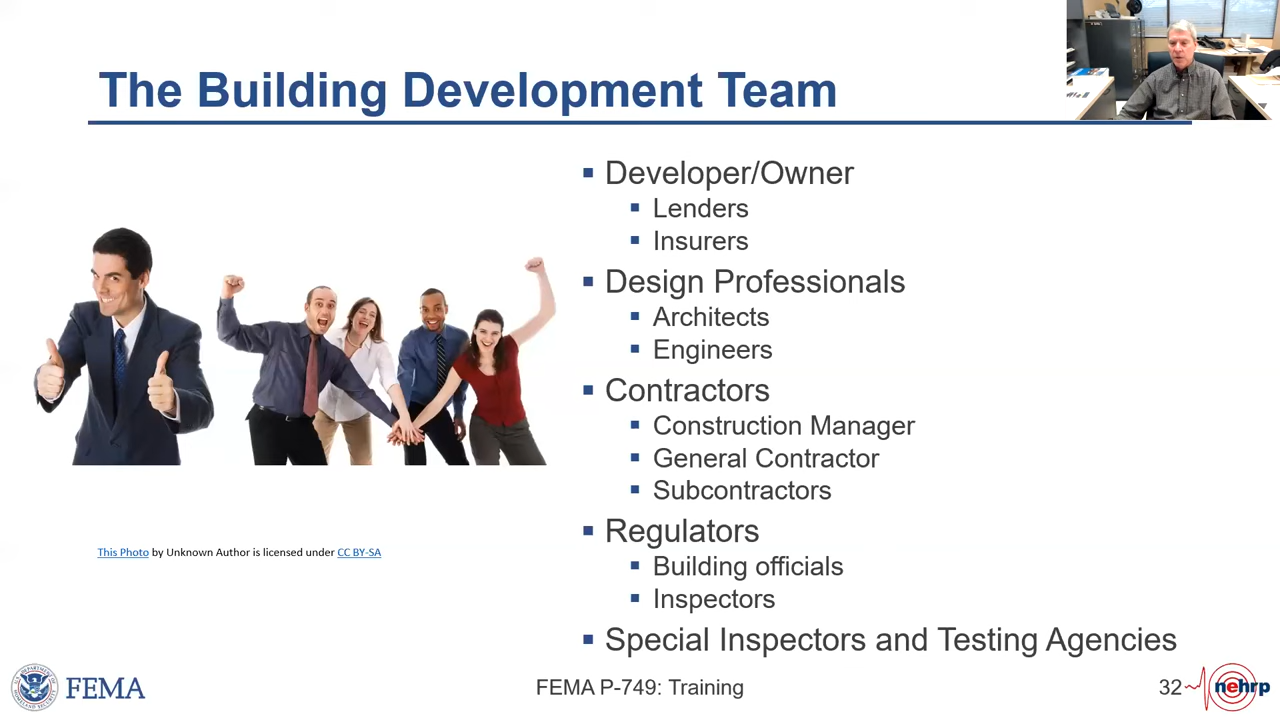 The Building Development Team
Developer/Owner
Lenders
Insurers
Design Professionals
Architects
Engineers
Contractors
Construction Manager
General Contractor
Subcontractors
Regulators
Building officials
Inspectors
Special Inspectors and Testing Agencies
This Photo by Unknown Author is licensed under CC BY-SA
FEMA
FEMA P-749: Training
32
nehrp